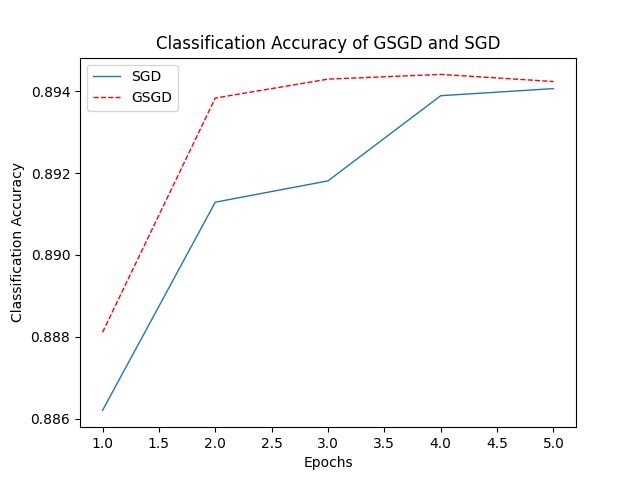 Classification Accuracy of GSGD and SGD
SGD
GSGD
0.894
0.892
0.890
0.888
0.886
Classification Accuracy
1.0 1.5 2.0 2.5 3.0 3.5 4.0 4.5 5.0
Epochs